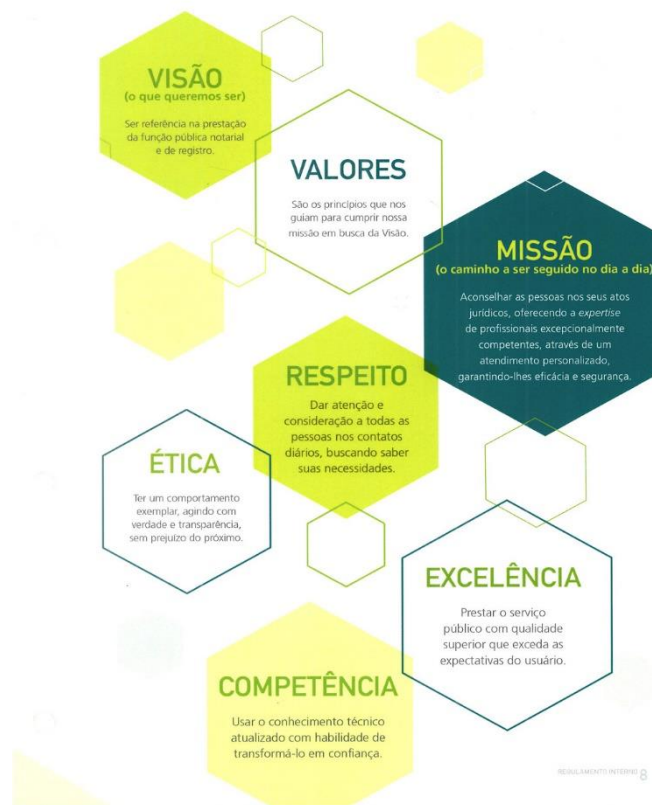 VISÃO
(o que queremos ser)
Ser referência na prestação
da função pública notarial
e de registro.
VALORES
São os princípios que nos
guiam para cumprir nossa
missão em busca da Visão.
MISSÃO
(o caminho a ser seguido no dia a dia)
Aconselhar as pessoas nos seus atos
jurídicos, oferecendo a expertise
de profissionais excepcionalmente
competentes, através de um
atendimento personalizado,
garantindo-lhes eficácia e segurança.
RESPEITO
Dar atenção e
consideração a todas as
pessoas nos contatos
diários, buscando saber
suas necessidades.
ÉTICA
Ter um comportamento
exemplar, agindo com
verdade e transparência,
sem prejuízo do próximo.
EXCELÊNCIA
Prestar o serviço
público com qualidade
superior que exceda as
expectativas do usuário.
COMPETÊNCIA
Usar o conhecimento técnico
atualizado com habilidade de
transformá-lo em confiança.
REGULAMENTO INTERNO 8